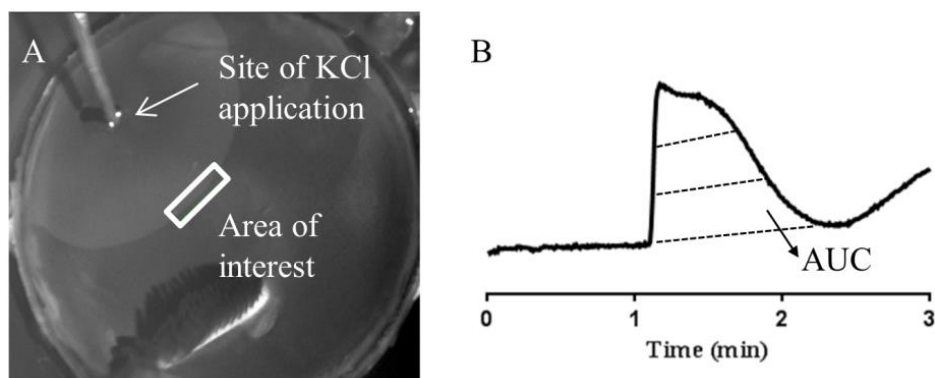 A
Site of KCl
application
Area of
interest
B
AUC
0 1 2 3
Time (min)